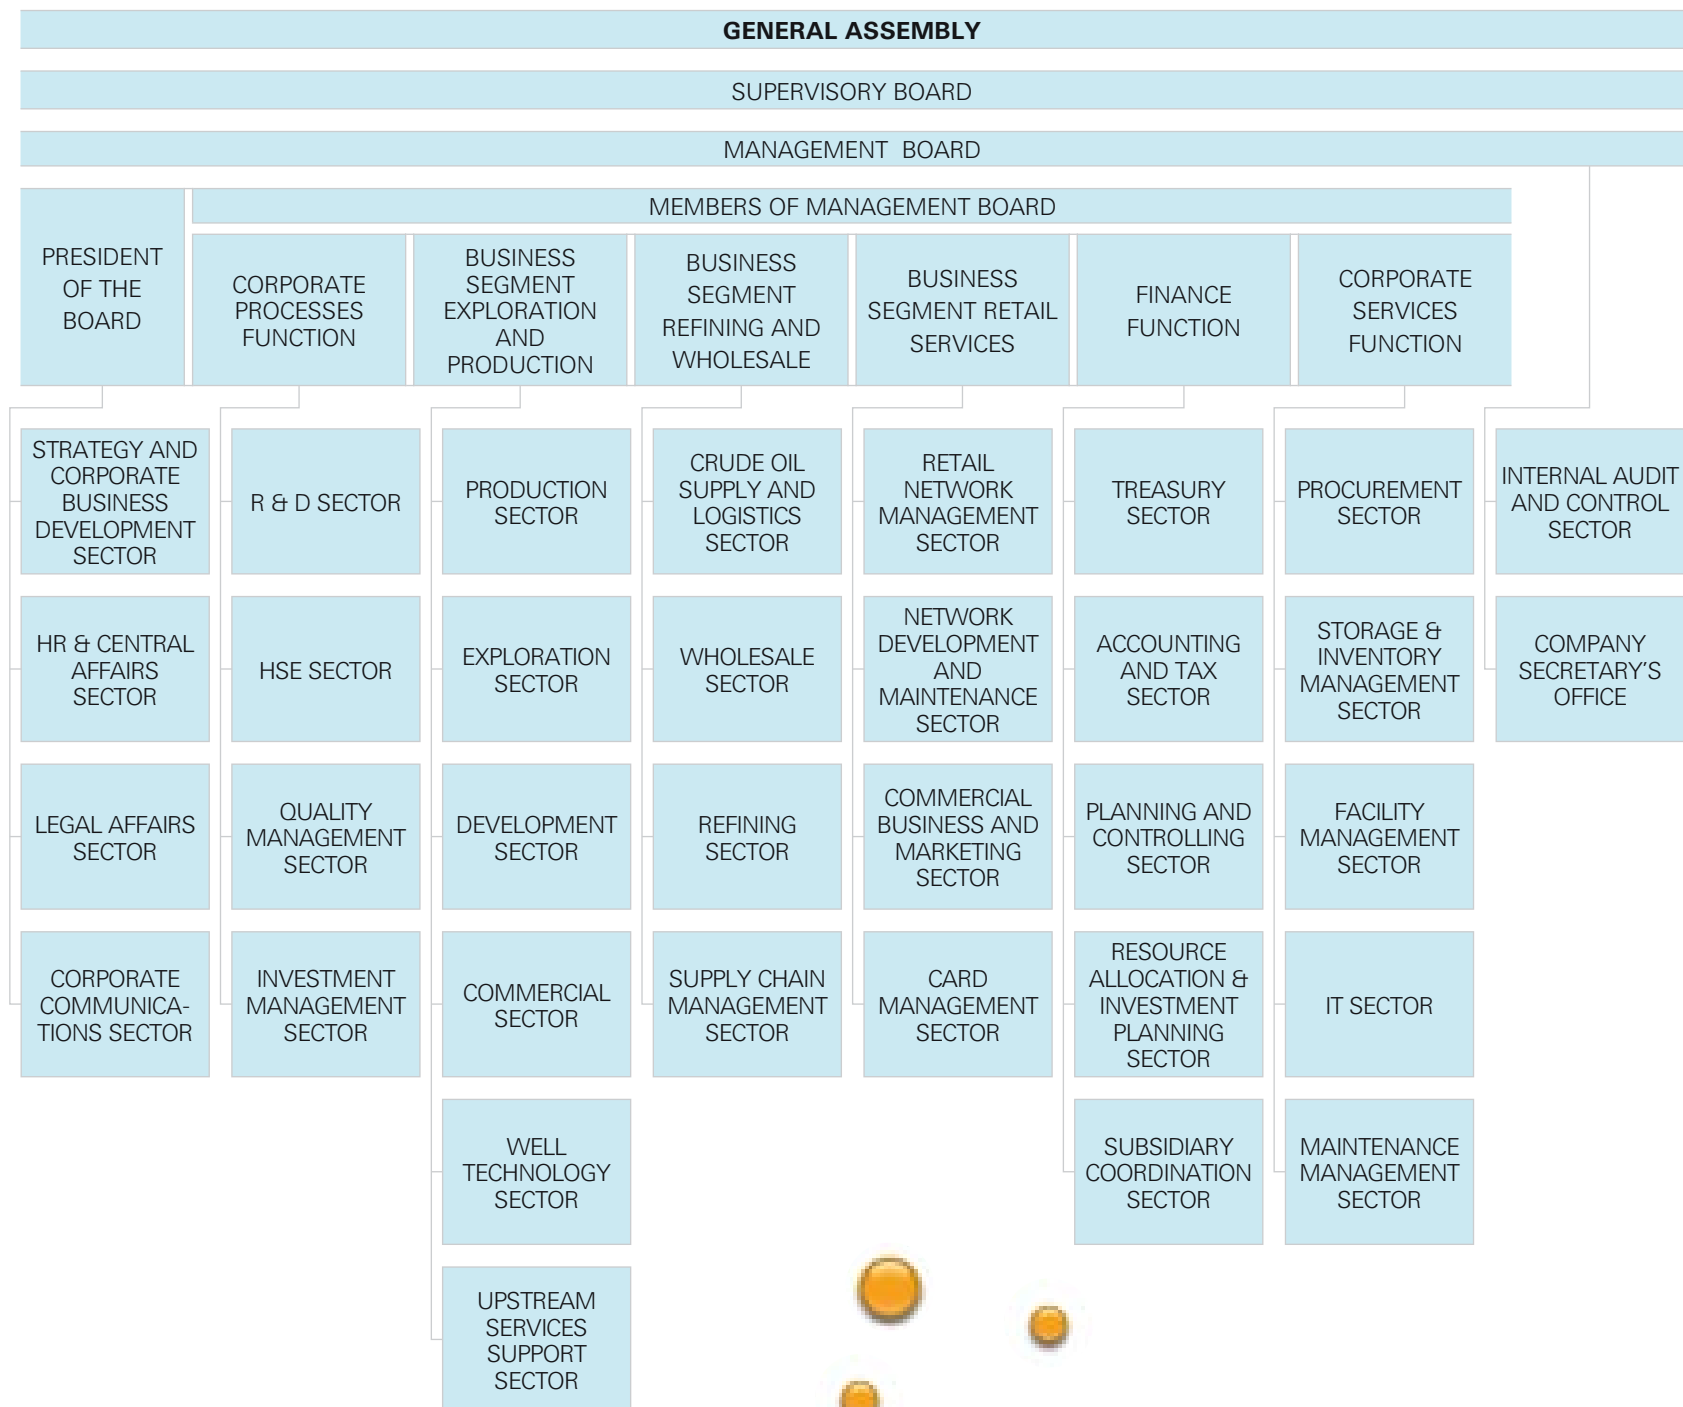 GENERAL ASSEMBLY
SUPERVISORY BOARD
MANAGEMENT BOARD
PRESIDENT
OF THE
BOARD
MEMBERS OF MANAGEMENT BOARD
CORPORATE
PROCESSES
FUNCTION
BUSINESS
SEGMENT
EXPLORATION
AND
PRODUCTION
BUSINESS
SEGMENT
REFINING AND
WHOLESALE
BUSINESS
SEGMENT RETAIL
SERVICES
FINANCE
FUNCTION
CORPORATE
SERVICES
FUNCTION
STRATEGY AND
CORPORATE
BUSINESS
DEVELOPMENT
SECTOR
R & D SECTOR
PRODUCTION
SECTOR
CRUDE OIL
SUPPLY AND
LOGISTICS
SECTOR
RETAIL
NETWORK
MANAGEMENT
SECTOR
TREASURY
SECTOR
PROCUREMENT
SECTOR
INTERNAL AUDIT
AND CONTROL
SECTOR
HR & CENTRAL
AFFAIRS
SECTOR
HSE SECTOR
EXPLORATION
SECTOR
WHOLESALE
SECTOR
NETWORK
DEVELOPMENT
AND
MAINTENANCE
SECTOR
ACCOUNTING
AND TAX
SECTOR
STORAGE &
INVENTORY
MANAGEMENT
SECTOR
COMPANY
SECRETARY'S
OFFICE
LEGAL AFFAIRS
SECTOR
QUALITY
MANAGEMENT
SECTOR
DEVELOPMENT
SECTOR
REFINING
SECTOR
COMMERCIAL
BUSINESS AND
MARKETING
SECTOR
PLANNING AND
CONTROLLING
SECTOR
FACILITY
MANAGEMENT
SECTOR
CORPORATE
COMMUNICA-
TIONS SECTOR
INVESTMENT
MANAGEMENT
SECTOR
COMMERCIAL
SECTOR
SUPPLY CHAIN
MANAGEMENT
SECTOR
CARD
MANAGEMENT
SECTOR
RESOURCE
ALLOCATION &
INVESTMENT
PLANNING
SECTOR
IT SECTOR
WELL
TECHNOLOGY
SECTOR
SUBSIDIARY
COORDINATION
SECTOR
MAINTENANCE
MANAGEMENT
SECTOR
UPSTREAM
SERVICES
SUPPORT
SECTOR